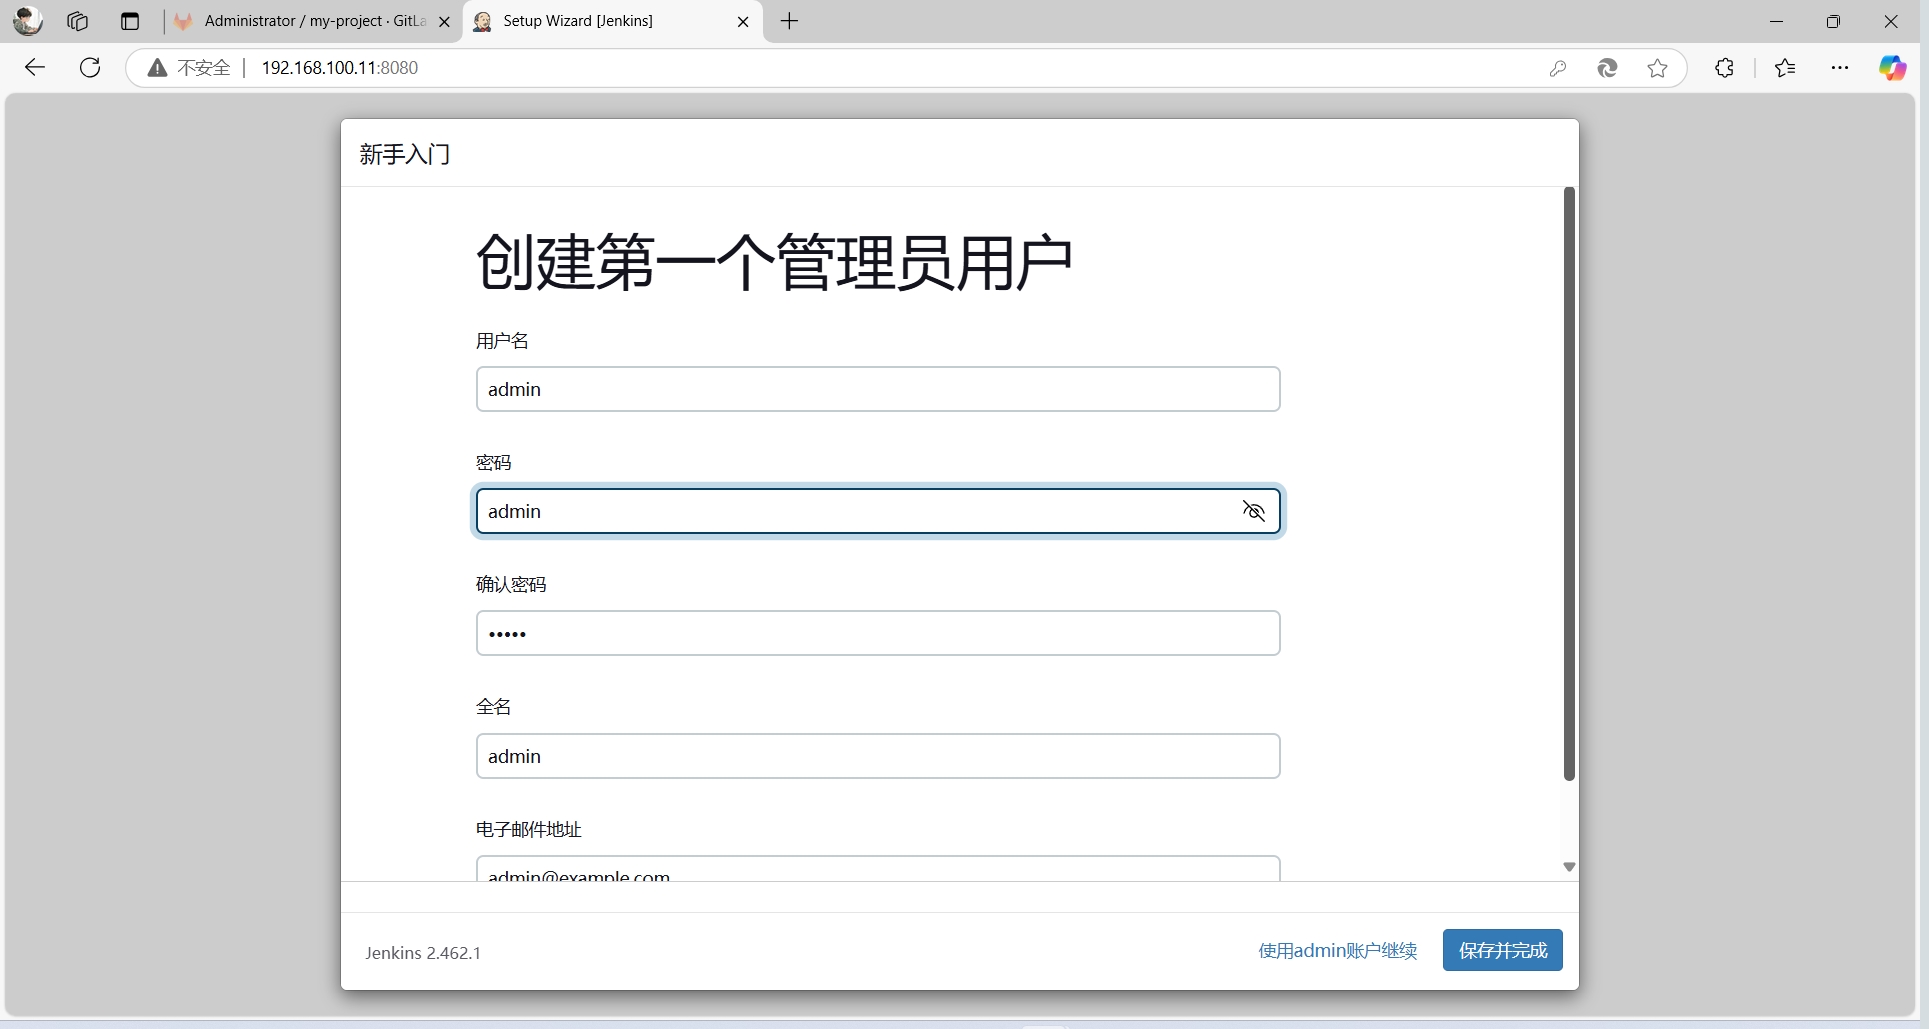 Administrator / my-project · GitLa
Setup Wizard [Jenkins]
不安全
192.168.100.11:8080
新手入门
创建第一个管理员用户
用户名
admin
密码
admin
确认密码
•••••
全名
admin
电子邮件地址
admin@example.com
Jenkins 2.462.1
使用admin账户继续
保存并完成